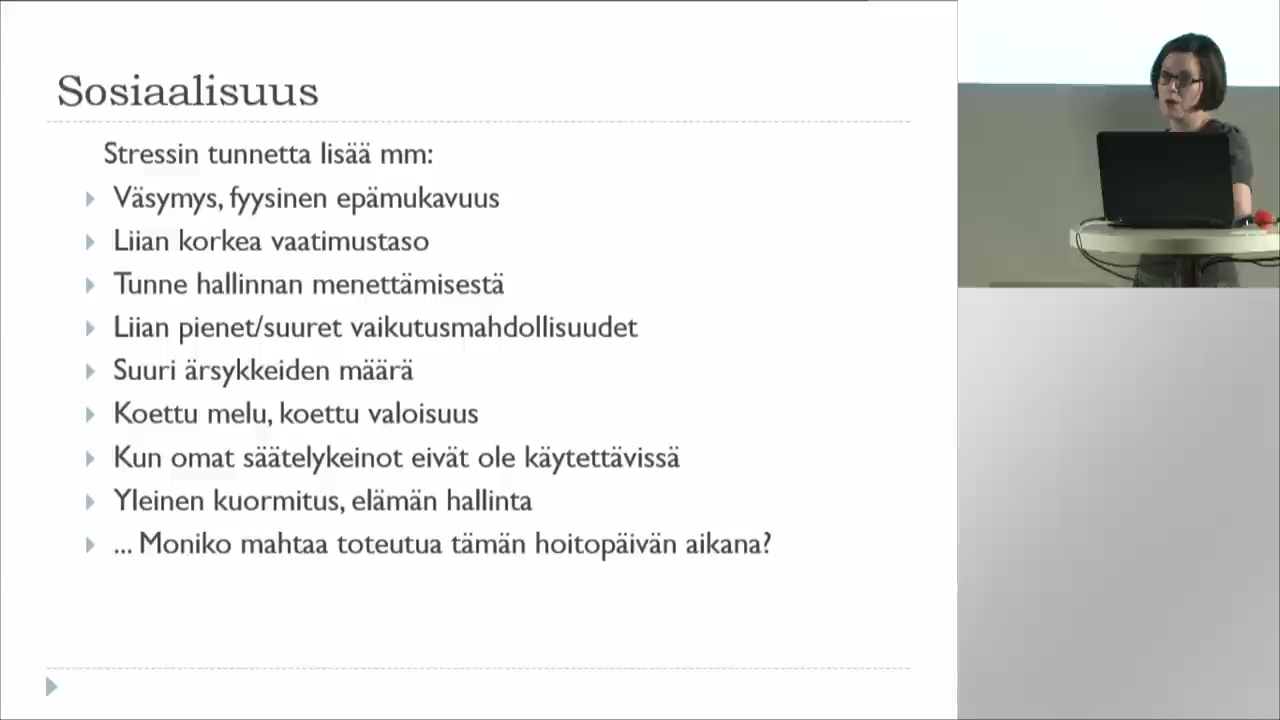 Sosiaalisuus
Stressin tunnetta lisää mm:
Väsymys, fyysinen epämukavuus
Liian korkea vaatimustaso
Tunne hallinnan menettämisestä
Liian pienet/suuret vaikutusmahdollisuudet
Suuri ärsykkeiden määrä
Koettu melu, koettu valoisuus
Kun omat säätelykeinot eivät ole käytettävissä
Yleinen kuormitus, elämän hallinta
... Moniko mahtaa toteutua tämän hoitopäivän aikana?